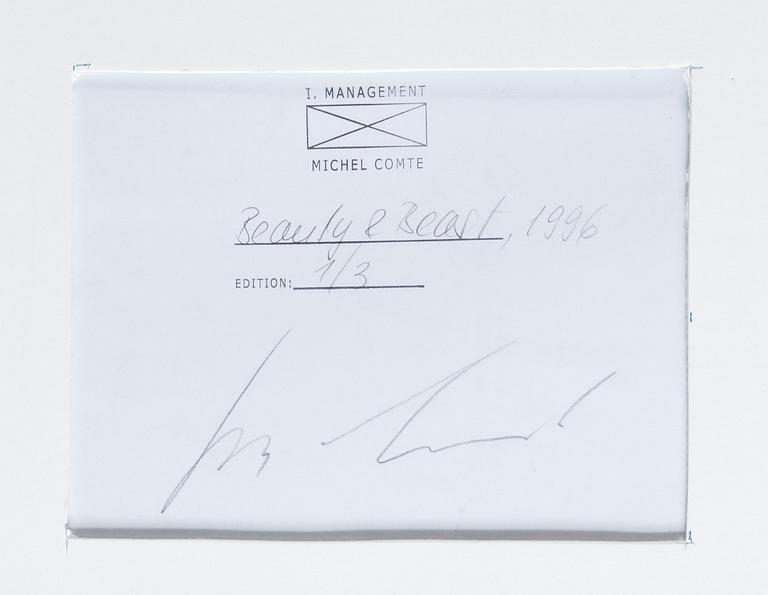 I. MANAGEMENT
MICHEL COMTE
Beauty & Beast, 1996
EDITION: 1/3